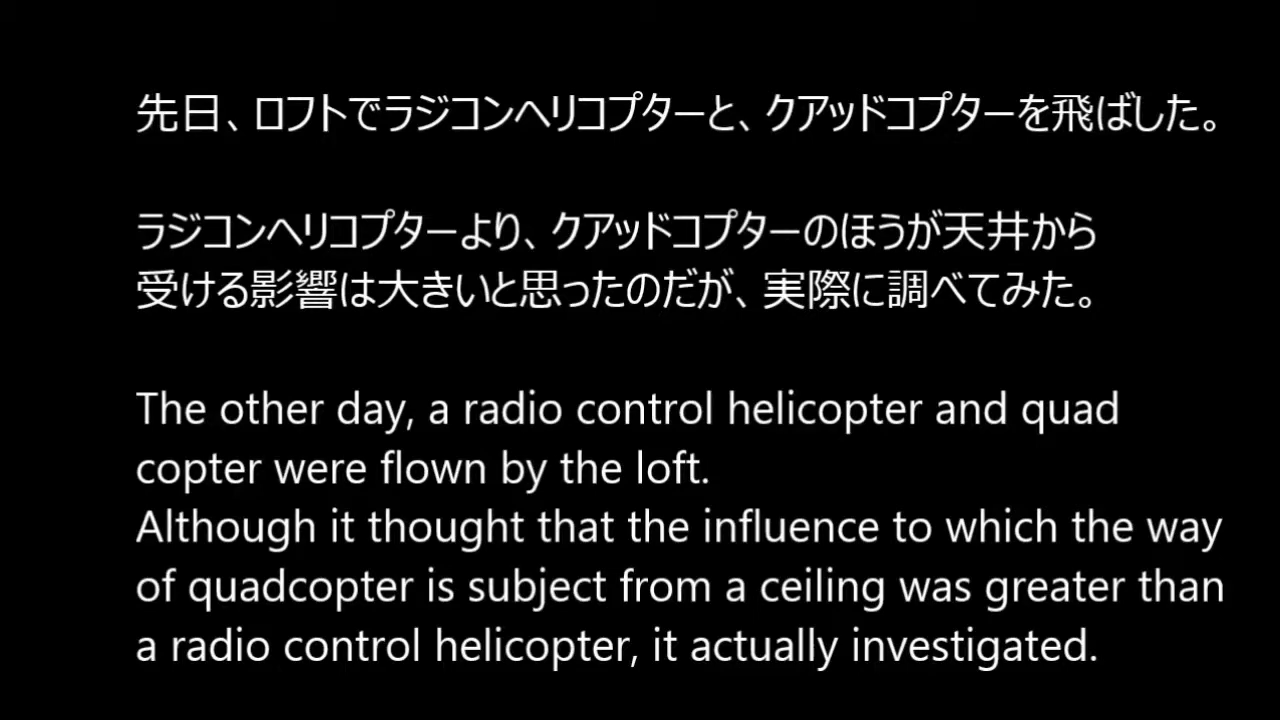 先日、ロフトでラジコンヘリコプターと、クアッドコプターを飛ばした。
ラジコンヘリコプターより、クアッドコプターのほうが天井から
受ける影響は大きいと思ったのだが、実際に調べてみた。
The other day, a radio control helicopter and quad
copter were flown by the loft.
Although it thought that the influence to which the way
of quadcopter is subject from a ceiling was greater than
a radio control helicopter, it actually investigated.